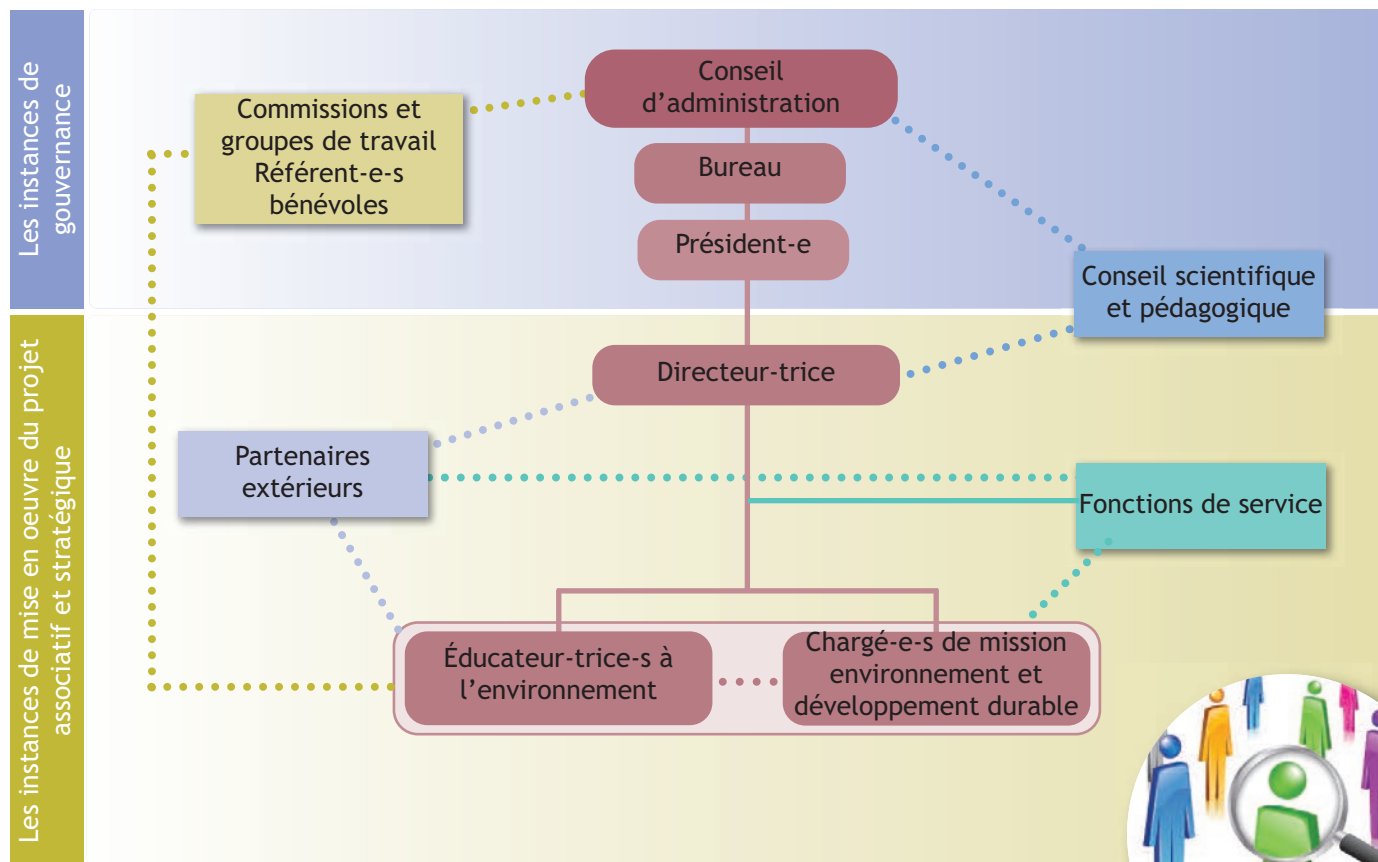 Les instances de
gouvernance
Conseil
d’administration
Commissions et
groupes de travail
Référent-e-s
bénévoles
Bureau
Président-e
Conseil scientifique
et pédagogique
Les instances de mise en oeuvre du projet
associatif et stratégique
Directeur-trice
Partenaires
extérieurs
Fonctions de service
Éducateur-trice-s à
l’environnement
Chargé-e-s de mission
environnement et
développement durable